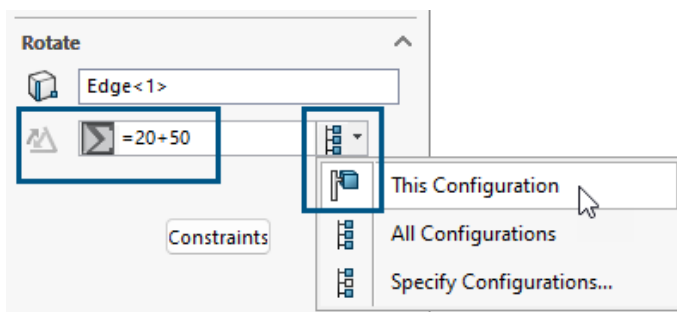 Rotate
Edge<1>
=20+50
This Configuration
Constraints
All Configurations
Specify Configurations...